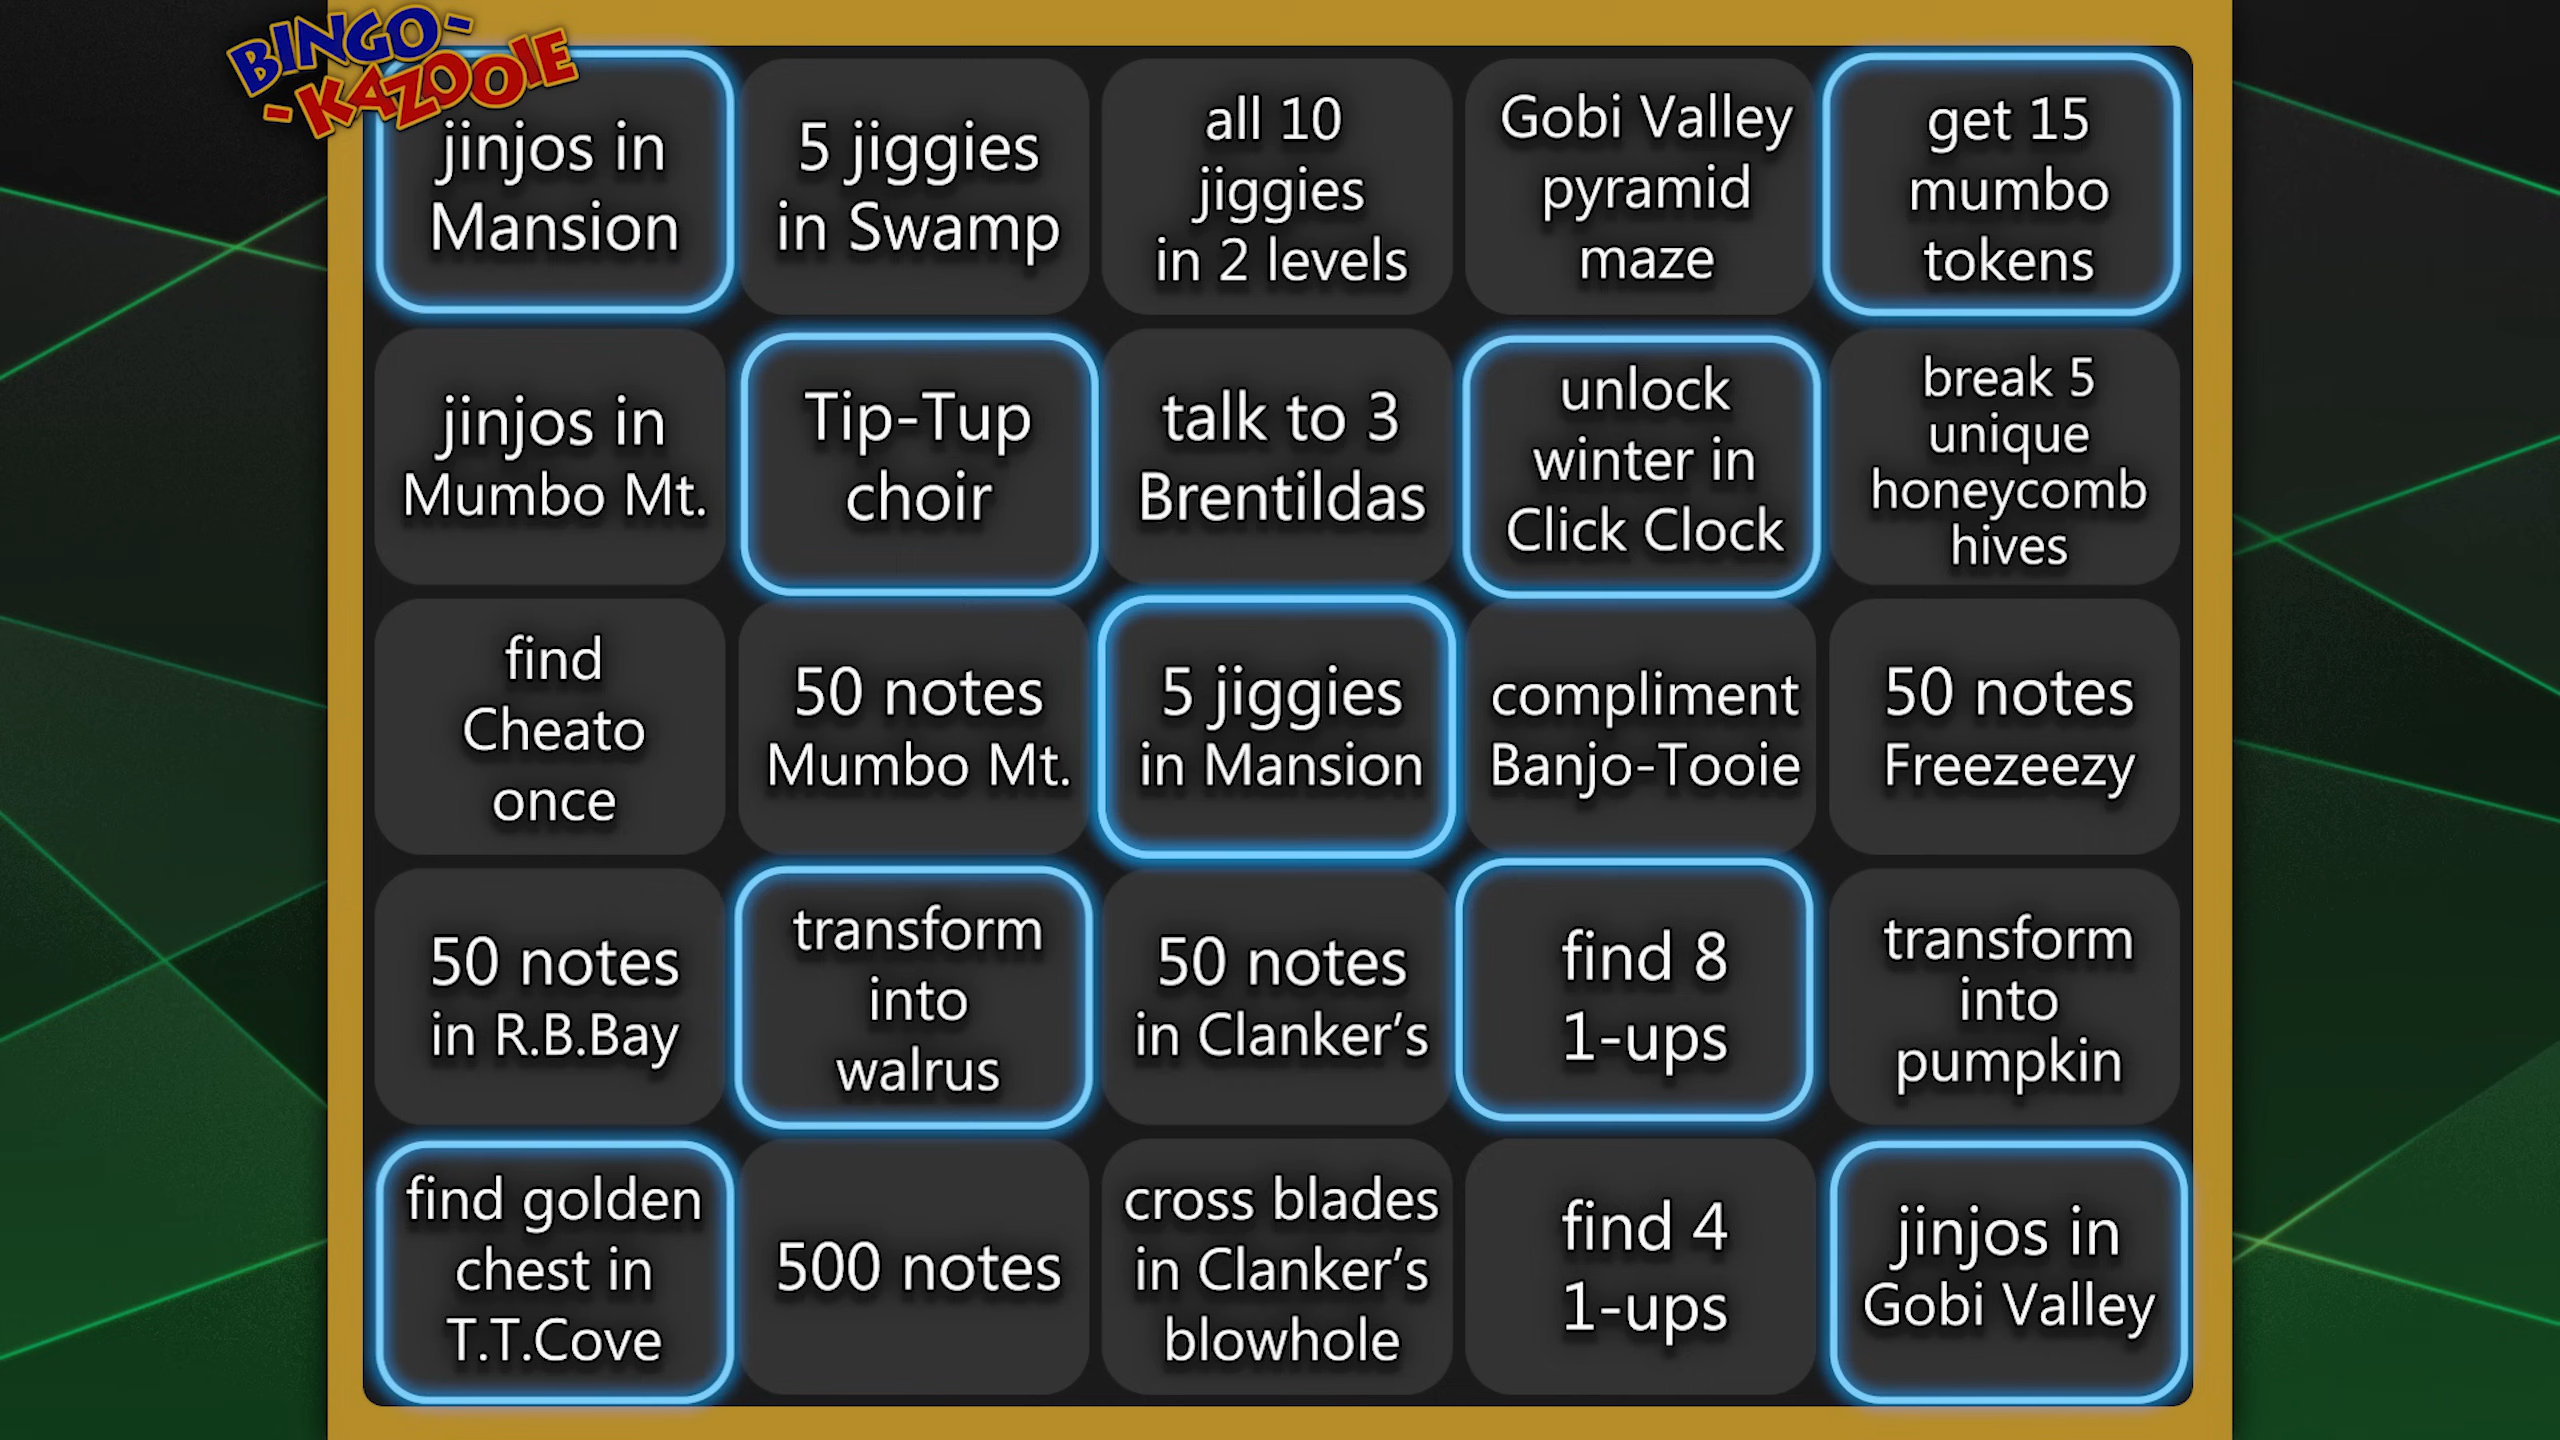 BINGO-
-KAZOOIE
jinjos in
Mansion
5 jiggies
in Swamp
all 10
jiggies
in 2 levels
Gobi Valley
pyramid
maze
get 15
mumbo
tokens
jinjos in
Mumbo Mt.
Tip-Tup
choir
talk to 3
Brentildas
unlock
winter in
Click Clock
break 5
unique
honeycomb
hives
find
Cheato
once
50 notes
Mumbo Mt.
5 jiggies
in Mansion
compliment
Banjo-Tooie
50 notes
Freezeezy
50 notes
in R.B.Bay
transform
into
walrus
50 notes
in Clanker's
find 8
1-ups
transform
into
pumpkin
find golden
chest in
T.T.Cove
500 notes
cross blades
in Clanker's
blowhole
find 4
1-ups
jinjos in
Gobi Valley